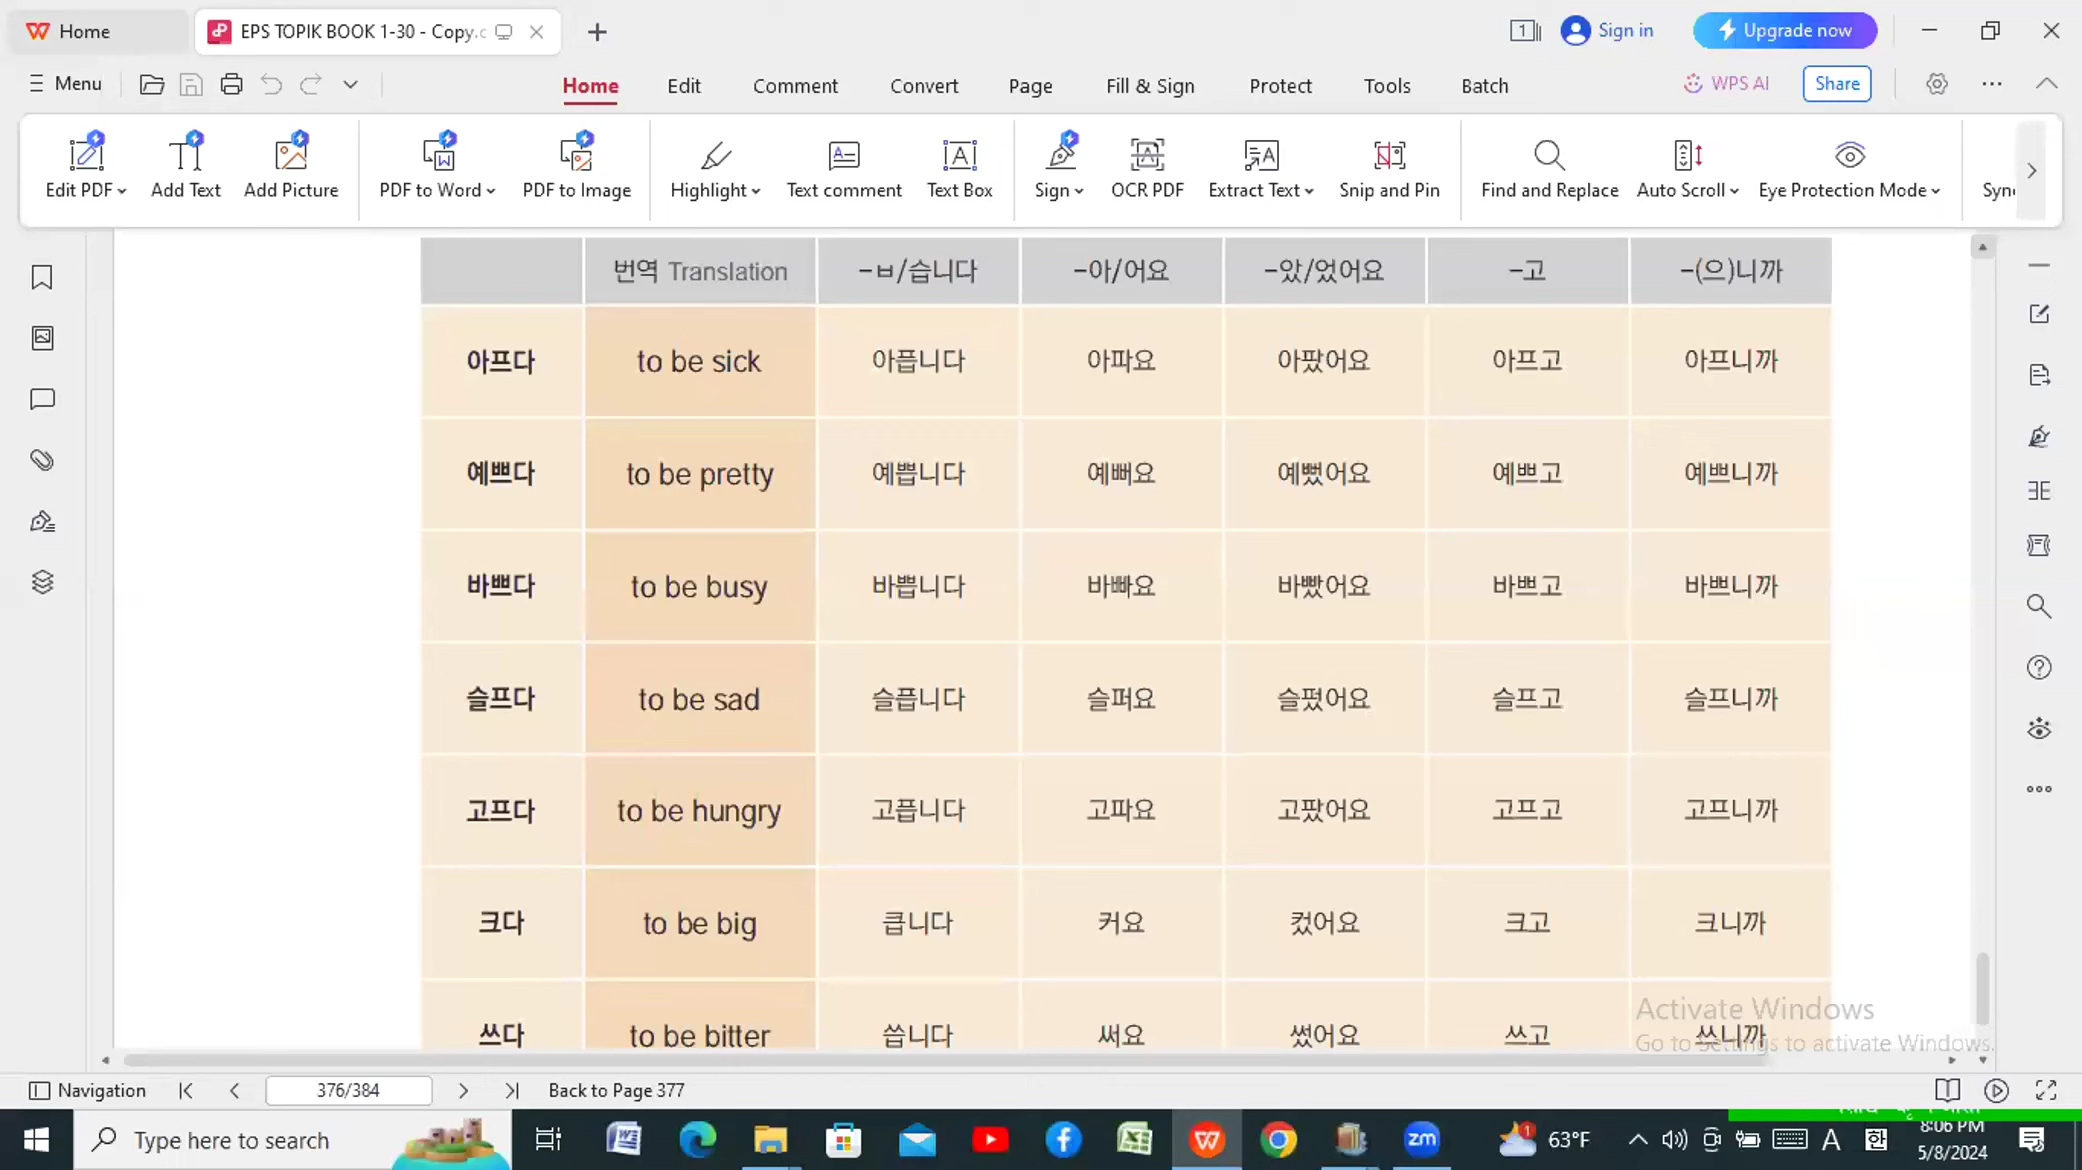 Home
EPS TOPIK BOOK 1-30 - Copy.
Sign in
Upgrade now
Menu
Home Edit Comment Convert Page Fill & Sign Protect Tools Batch
WPS AI
Share
Edit PDF Add Text Add Picture PDF to Word PDF to Image Highlight Text comment Text Box Sign OCR PDF Extract Text Snip and Pin Find and Replace Auto Scroll Eye Protection Mode
번역 Translation -ㅂ/습니다 -아/어요 -았/었어요 -고 -(으)니까
아프다 to be sick 아픕니다 아파요 아팠어요 아프고 아프니까
예쁘다 to be pretty 예쁩니다 예뻐요 예뻤어요 예쁘고 예쁘니까
바쁘다 to be busy 바쁩니다 바빠요 바빴어요 바쁘고 바쁘니까
슬프다 to be sad 슬픕니다 슬퍼요 슬펐어요 슬프고 슬프니까
고프다 to be hungry 고픕니다 고파요 고팠어요 고프고 고프니까
크다 to be big 큽니다 커요 컸어요 크고 크니까
쓰다 to be bitter 씁니다 써요 썼어요 쓰고 쓰니까
Activate Windows
Go to Settings to activate Windows.
Navigation 376/384 Back to Page 377
Type here to search
63°F
A
8:06 PM
5/8/2024